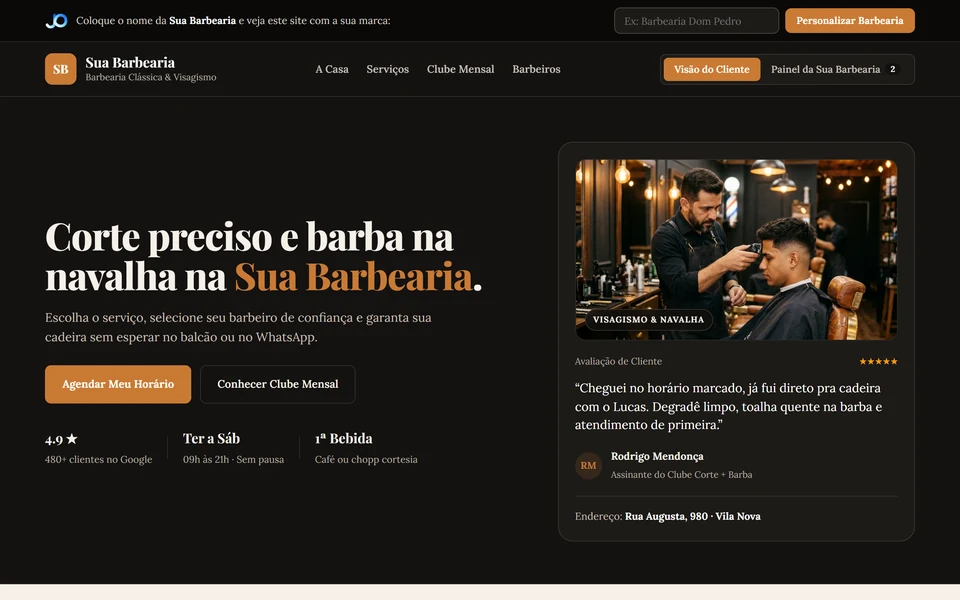 JO Coloque o nome da Sua Barbearia e veja este site com a sua marca:
Ex: Barbearia Dom Pedro
Personalizar Barbearia
SB
Sua Barbearia
Barbearia Clássica & Visagismo
A Casa
Serviços
Clube Mensal
Barbeiros
Visão do Cliente
Painel da Sua Barbearia 2
Corte preciso e barba na
navalha na Sua Barbearia.
Escolha o serviço, selecione seu barbeiro de confiança e garanta sua
cadeira sem esperar no balcão ou no WhatsApp.
Agendar Meu Horário
Conhecer Clube Mensal
4.9 ★
480+ clientes no Google
Ter a Sáb
09h às 21h · Sem pausa
1ª Bebida
Café ou chopp cortesia
VISAGISMO & NAVALHA
Avaliação de Cliente
★★★★★
“Cheguei no horário marcado, já fui direto pra cadeira
com o Lucas. Degradê limpo, toalha quente na barba e
atendimento de primeira.”
RM
Rodrigo Mendonça
Assinante do Clube Corte + Barba
Endereço: Rua Augusta, 980 · Vila Nova